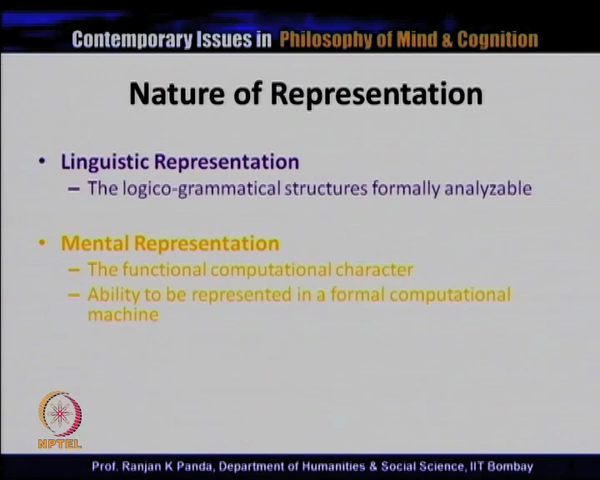 Contemporary Issues in Philosophy of Mind & Cognition
Nature of Representation
• Linguistic Representation
– The logico-grammatical structures formally analyzable
• Mental Representation
– The functional computational character
– Ability to be represented in a formal computational
machine
NPTEL
Prof. Ranjan K Panda, Department of Humanities & Social Science, IIT Bombay